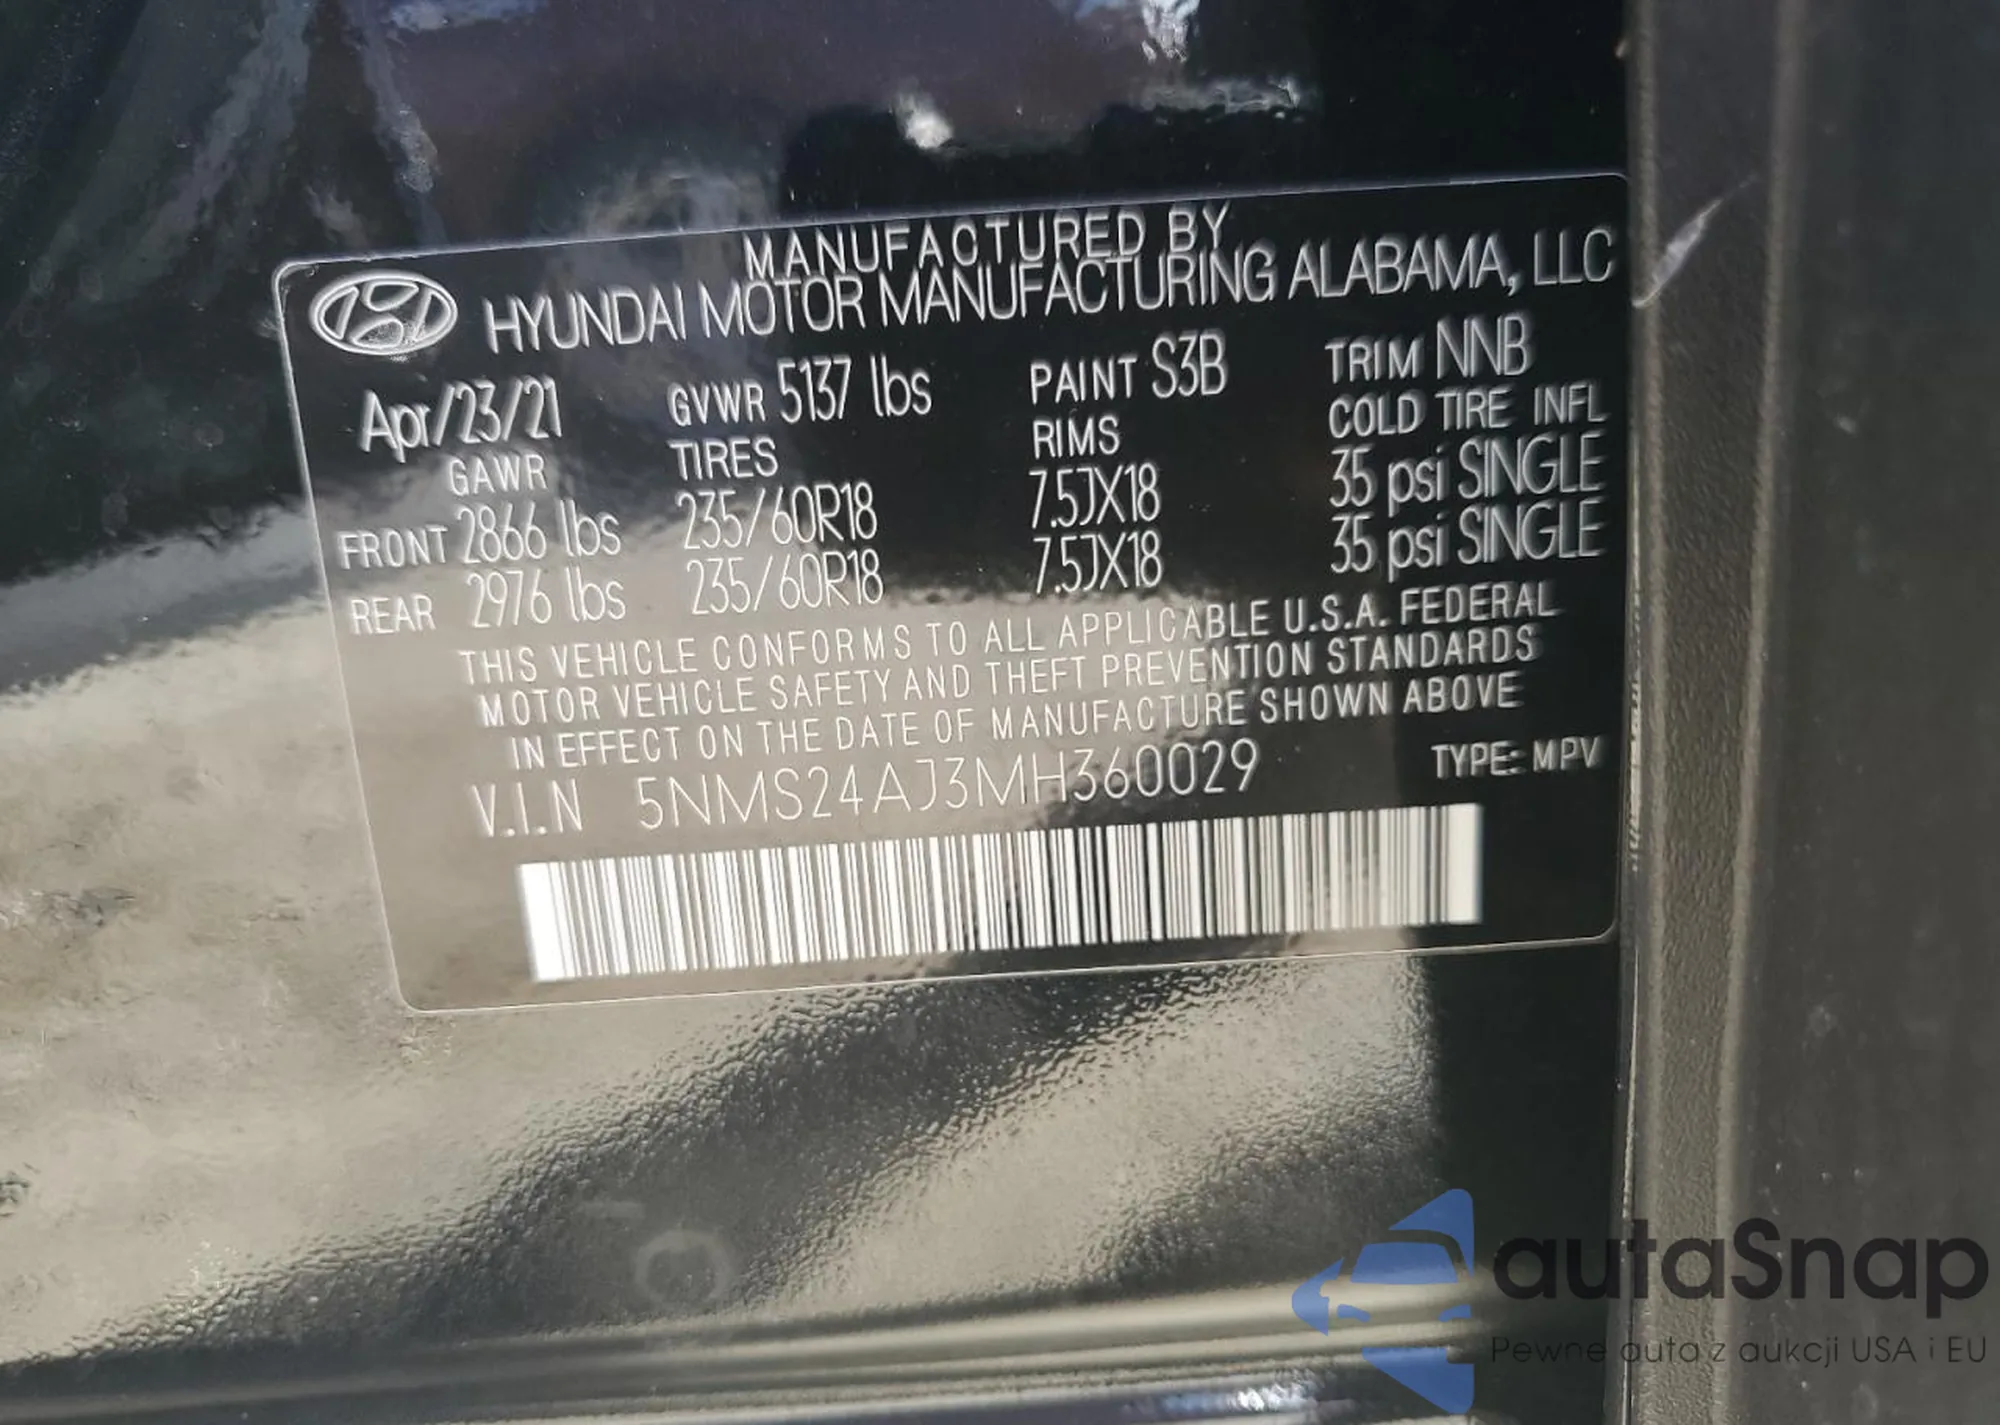 MANUFACTURED BY
HYUNDAI MOTOR MANUFACTURING ALABAMA, LLC
Apr/23/21 GVWR 5137 lbs PAINT S3B TRIM NNB
GAWR TIRES RIMS COLD TIRE INFL
FRONT 2866 lbs 235/60R18 7.5JX18 35 psi SINGLE
REAR 2976 lbs 235/60R18 7.5JX18 35 psi SINGLE
THIS VEHICLE CONFORMS TO ALL APPLICABLE U.S.A. FEDERAL
MOTOR VEHICLE SAFETY AND THEFT PREVENTION STANDARDS
IN EFFECT ON THE DATE OF MANUFACTURE SHOWN ABOVE
V.I.N 5NMS24AJ3MH360029 TYPE: MPV
autaSnap
Pewne auta z aukcji USA i EU